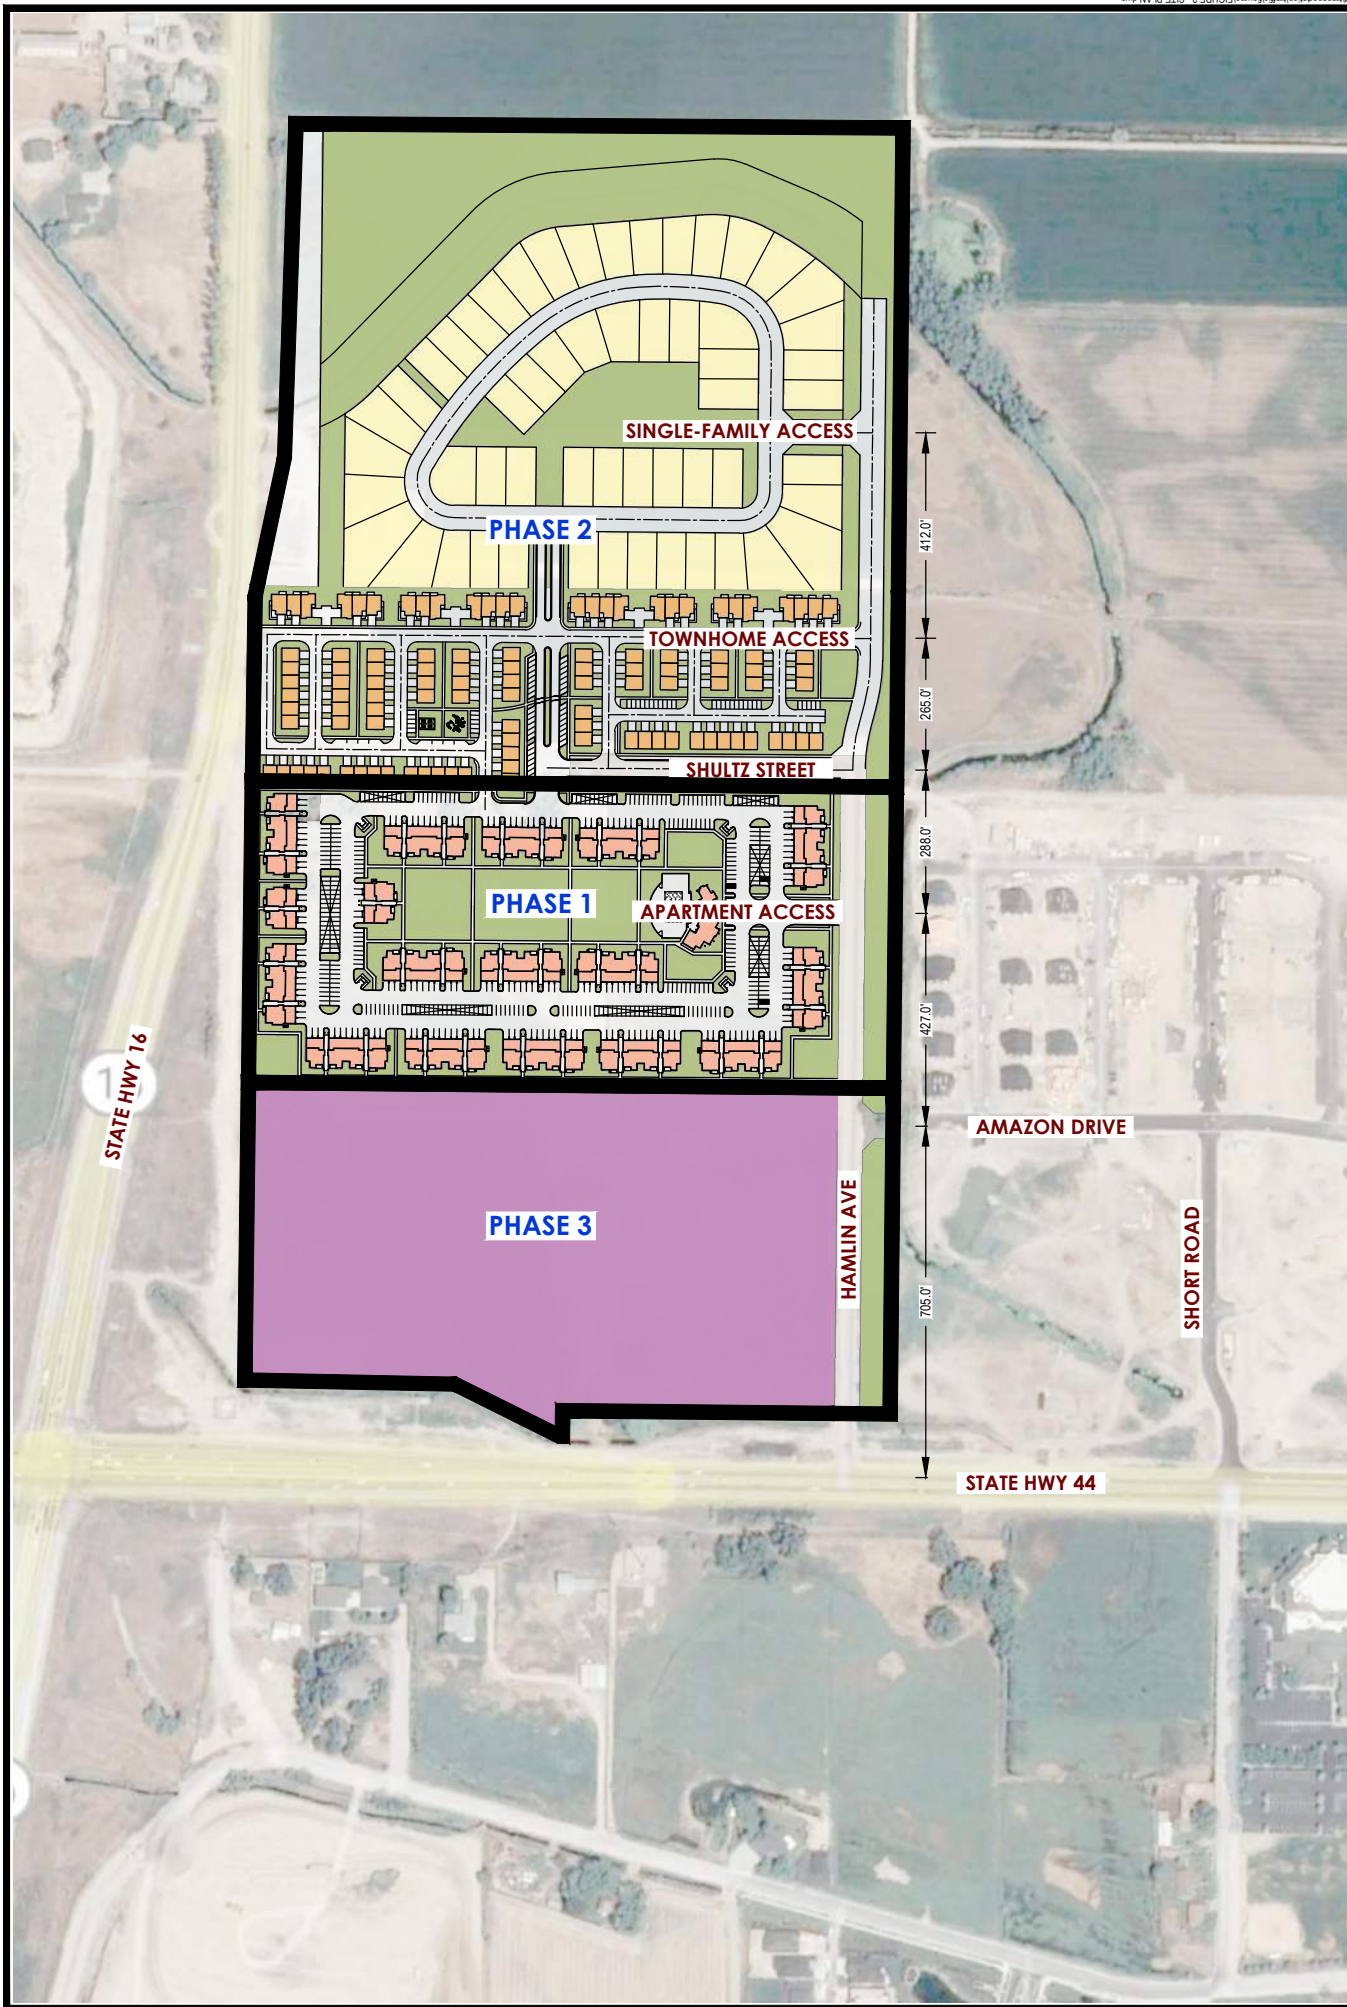 SINGLE-FAMILY ACCESS
PHASE 2
412.0'
TOWNHOME ACCESS
265.0'
SHULTZ STREET
288.0'
PHASE 1
APARTMENT ACCESS
427.0'
STATE HWY 16
AMAZON DRIVE
PHASE 3
HAMLIN AVE
SHORT ROAD
705.0'
STATE HWY 44